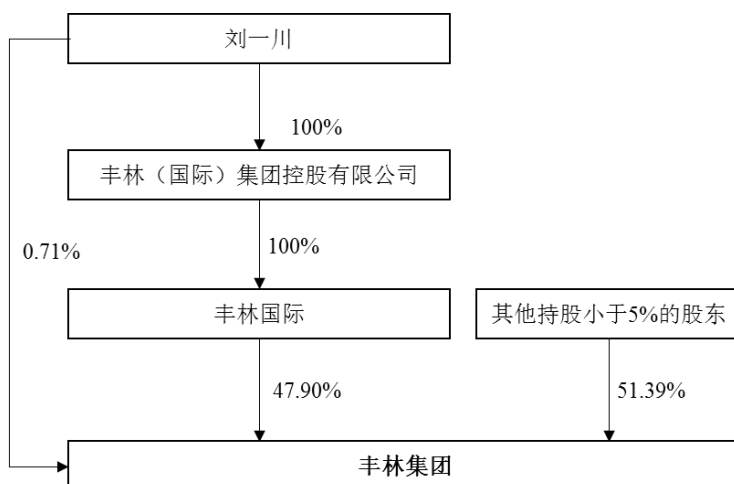 刘一川
100%
丰林（国际）集团控股有限公司
0.71%
100%
丰林国际
其他持股小于5%的股东
47.90%
51.39%
丰林集团